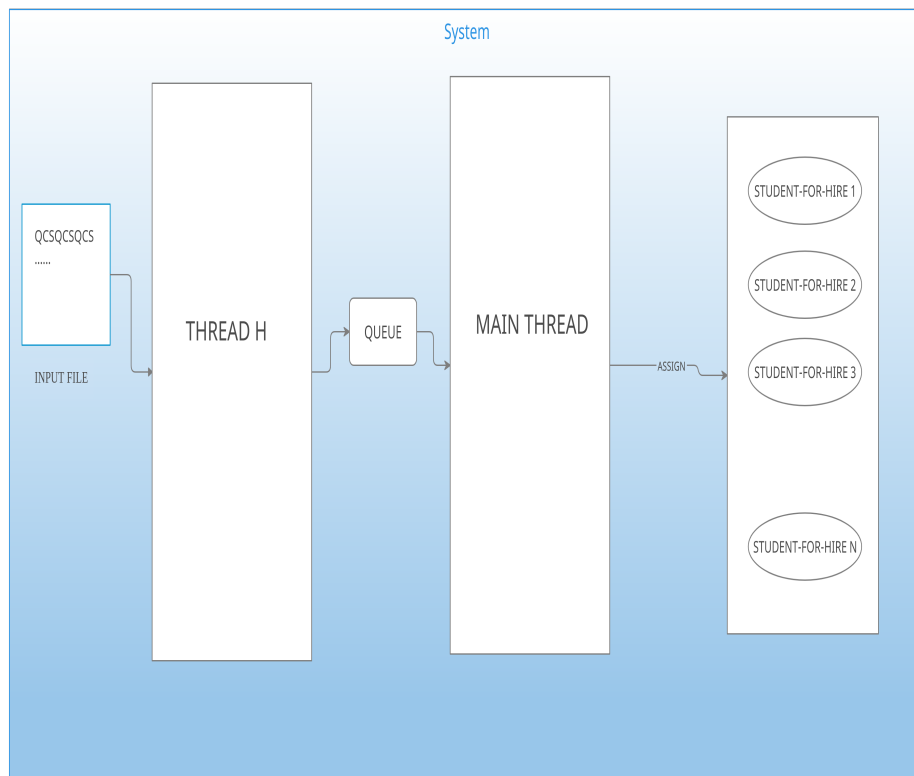 System
QCSQCSQCS
......
INPUT FILE
THREAD H
QUEUE
MAIN THREAD
ASSIGN
STUDENT-FOR-HIRE 1
STUDENT-FOR-HIRE 2
STUDENT-FOR-HIRE 3
STUDENT-FOR-HIRE N